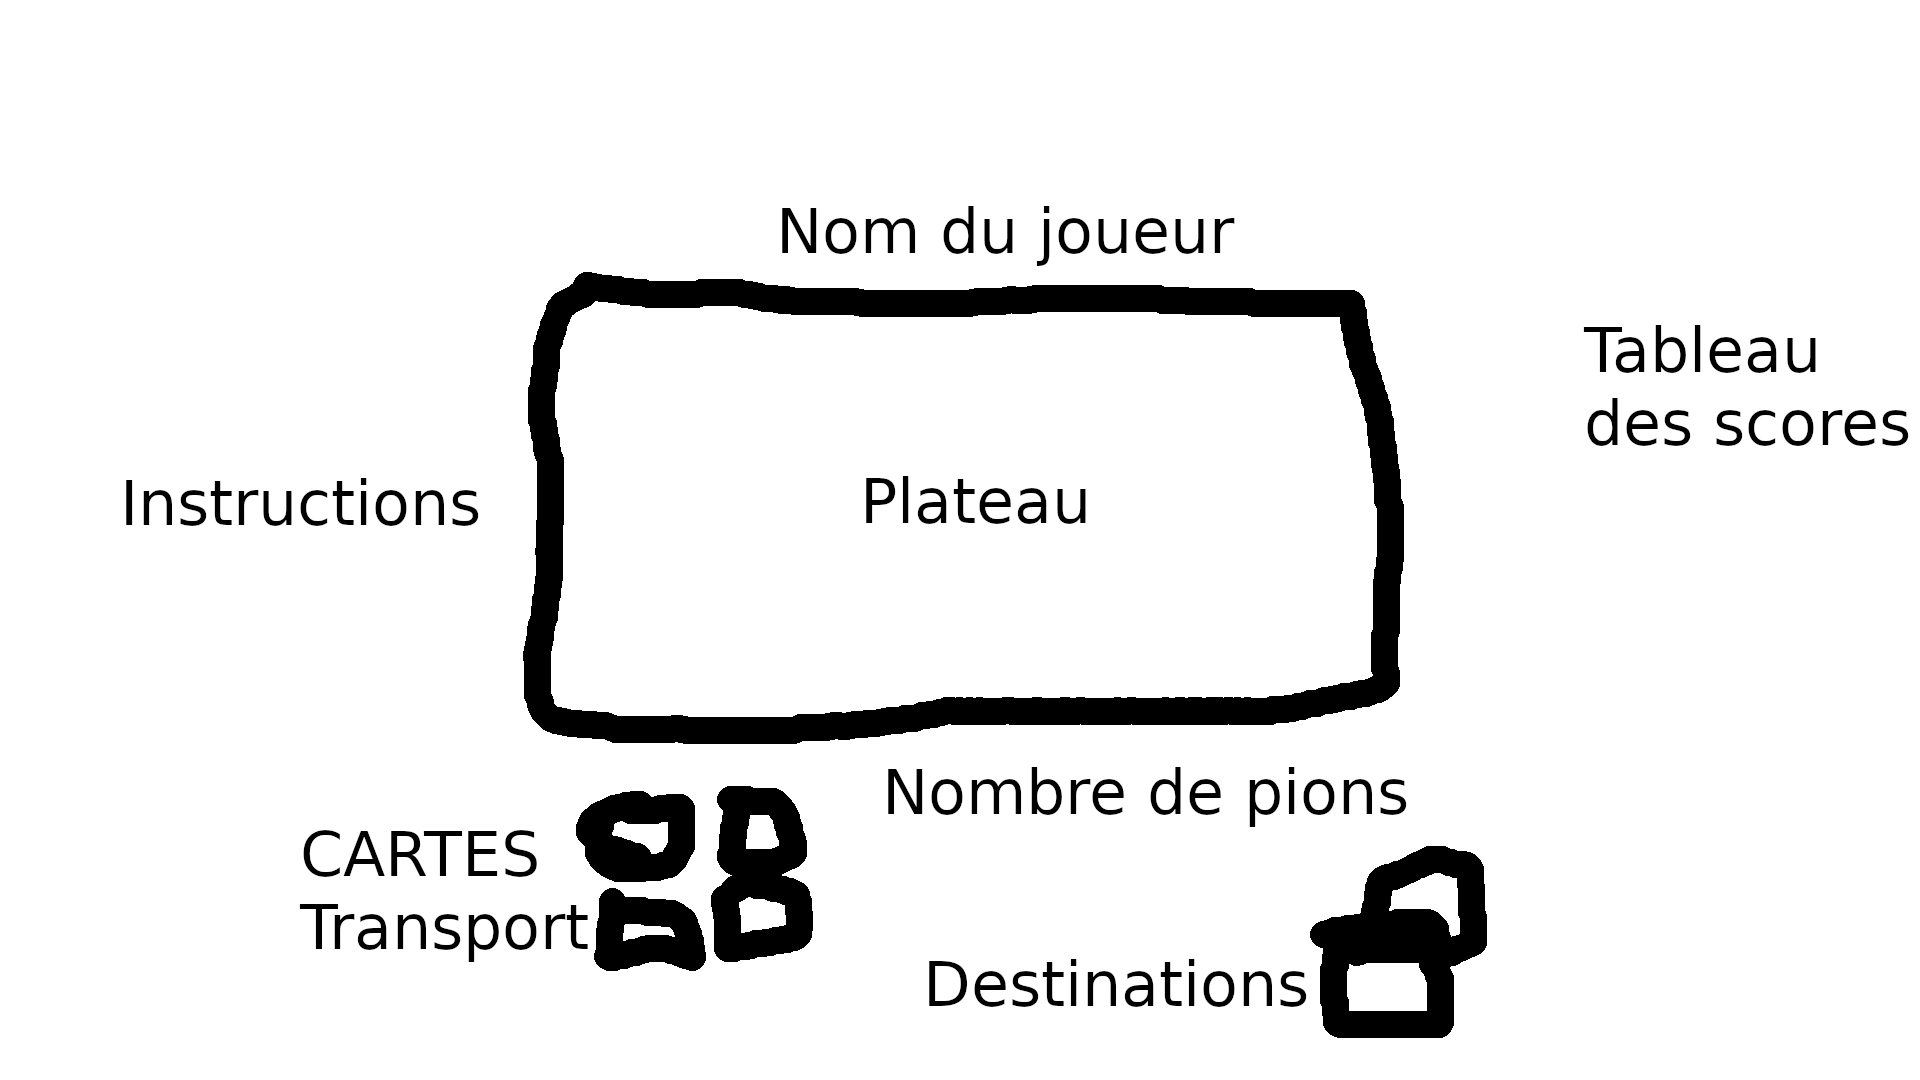 Nom du joueur
Tableau
des scores
Instructions
Plateau
Nombre de pions
CARTES
Transport
Destinations